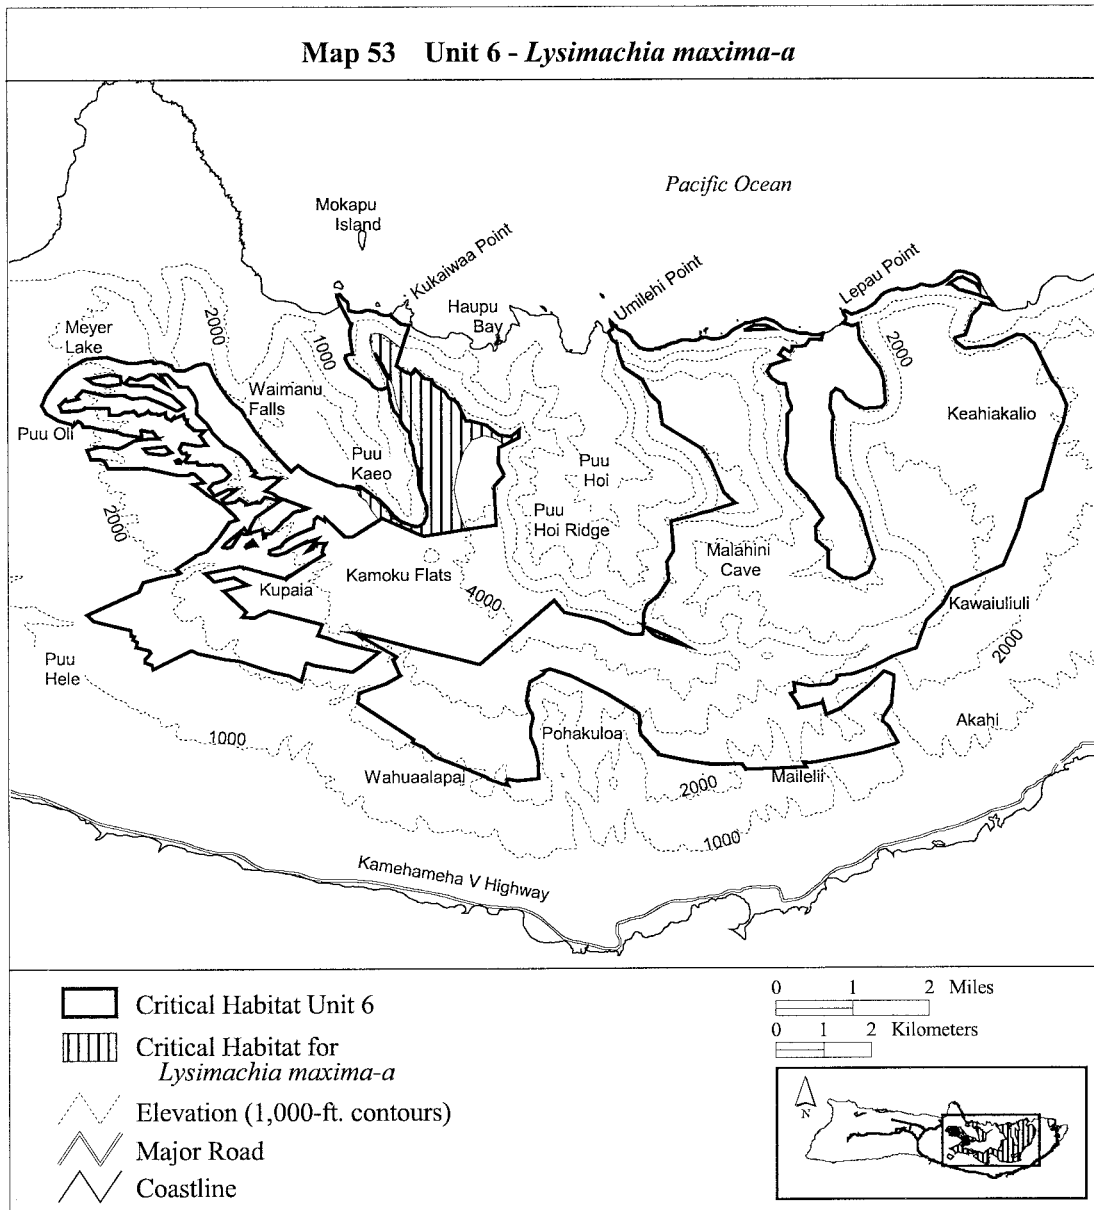 Map 53 Unit 6 - Lysimachia maxima-a
Pacific Ocean
Mokapu
Island
Kukaiwaa Point
Umilehi Point
Lepau Point
Haupu
Bay
Meyer
Lake
2000
1000
2000
Waimanu
Falls
Keahiakalio
Puu Oli
Puu
Kaeo
Puu
Hoi
2000
Puu
Hoi Ridge
Malahini
Cave
Kamoku Flats
Kupaia
4000
Kawaiuliuli
2000
Puu
Hele
1000
Pohakuloa
Akahi
Wahuaalapai
Mailelii
2000
1000
Kamehameha V Highway
Critical Habitat Unit 6
Critical Habitat for
Lysimachia maxima-a
Elevation (1,000-ft. contours)
Major Road
Coastline
0 1 2 Miles
0 1 2 Kilometers
N